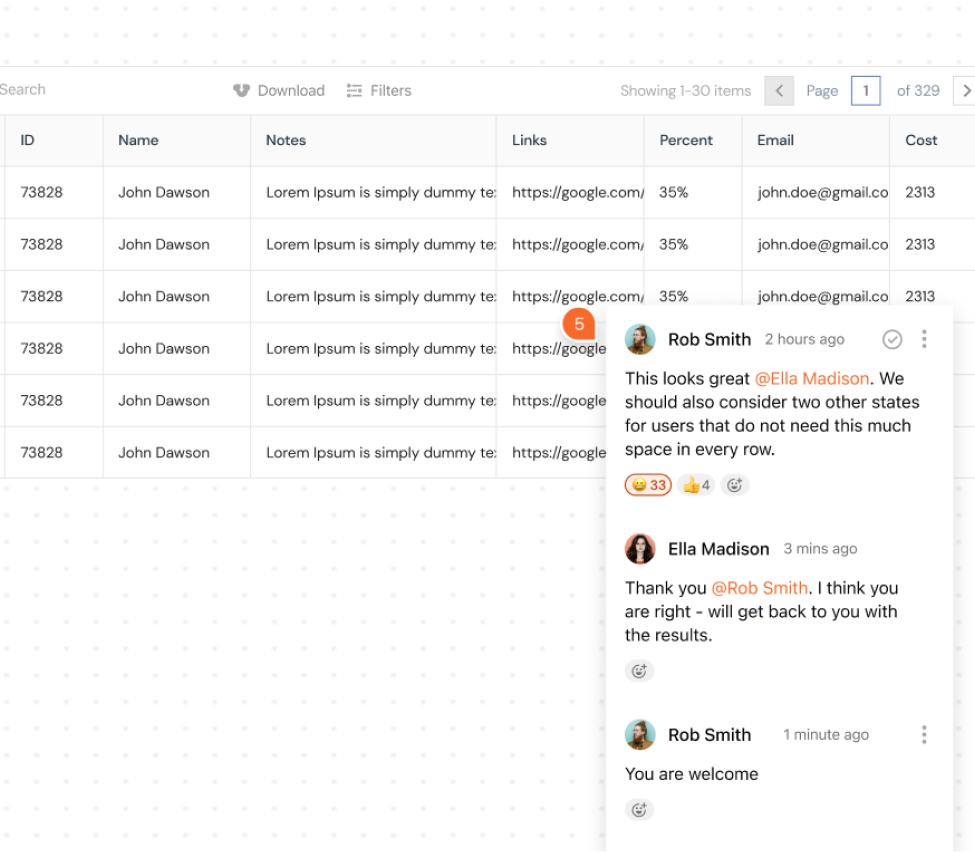 Search Download Filters Showing 1-30 items Page 1 of 329
ID Name Notes Links Percent Email Cost
73828 John Dawson Lorem Ipsum is simply dummy te https://google.com/ 35% john.doe@gmail.co 2313
73828 John Dawson Lorem Ipsum is simply dummy te https://google.com/ 35% john.doe@gmail.co 2313
73828 John Dawson Lorem Ipsum is simply dummy te https://google.com/ 35% john.doe@gmail.co 2313
73828 John Dawson Lorem Ipsum is simply dummy te https://google
73828 John Dawson Lorem Ipsum is simply dummy te https://google
73828 John Dawson Lorem Ipsum is simply dummy te https://google
5
Rob Smith 2 hours ago
This looks great @Ella Madison. We
should also consider two other states
for users that do not need this much
space in every row.
33 4
Ella Madison 3 mins ago
Thank you @Rob Smith. I think you
are right - will get back to you with
the results.
Rob Smith 1 minute ago
You are welcome